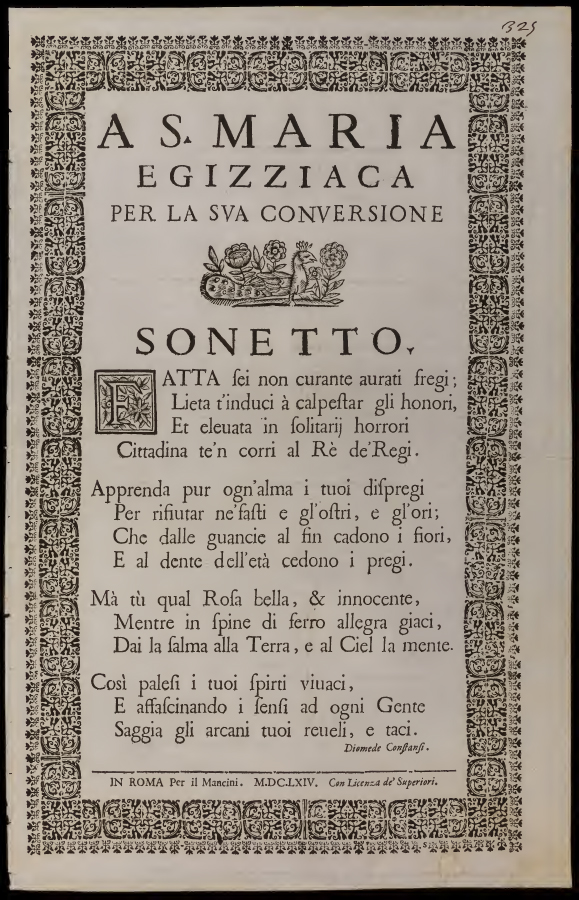 325
A S. MARIA
EGIZZIACA
PER LA SVA CONVERSIONE
SONETTO.
FATTA ſei non curante aurati fregi;
Lieta t'induci à calpeſtar gli honori,
Et eleuata in ſolitarij horrori
Cittadina te'n corri al Rè de'Regi.
Apprenda pur ogn'alma i tuoi diſpregi
Per rifiutar ne'faſti e gl'oſtri, e gl'ori;
Che dalle guancie al fin cadono i fiori,
E al dente dell'età cedono i pregi.
Mà tù qual Roſa bella, & innocente,
Mentre in ſpine di ferro allegra giaci,
Dai la ſalma alla Terra, e al Ciel la mente.
Così paleſi i tuoi ſpirti viuaci,
E affaſcinando i ſenſi ad ogni Gente
Saggia gli arcani tuoi reueli, e taci.
Diomede Conſtanſi.
IN ROMA Per il Mancini. M.DC.LXIV. Con Licenza de' Superiori.